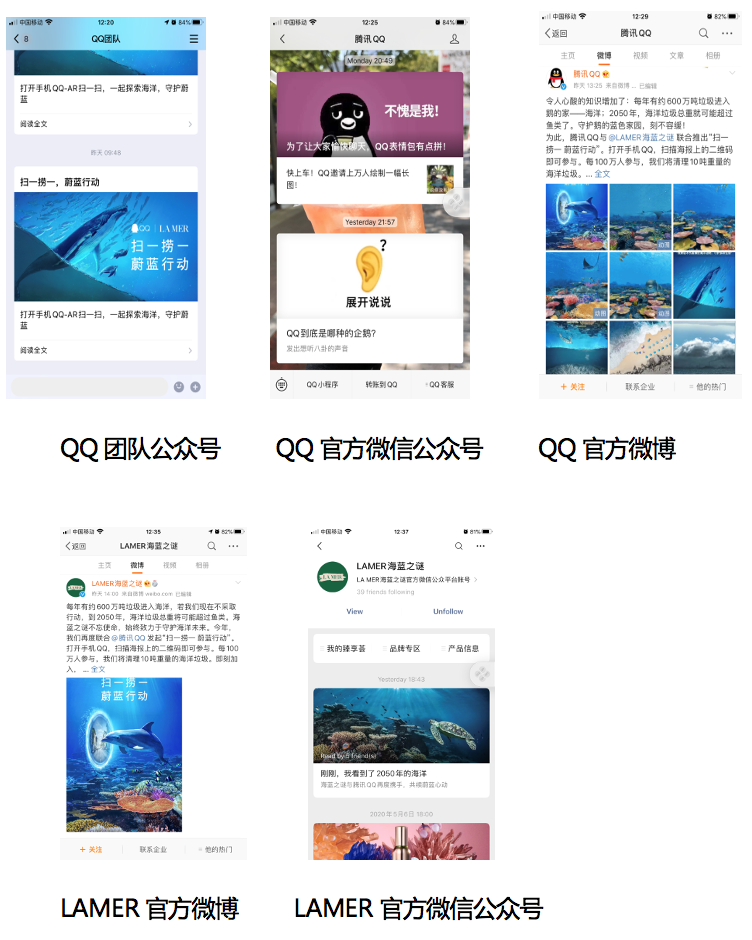 中国移动 12:20 84%
8 QQ团队
打开手机QQ-AR扫一扫，一起探索海洋，守护蔚
蓝
阅读全文
昨天 09:48
扫一捞一，蔚蓝行动
QQ | LA MER
扫一捞一
蔚蓝行动
打开手机QQ-AR扫一扫，一起探索海洋，守护蔚
蓝
阅读全文
QQ 团队公众号
中国移动 12:25 84%
腾讯QQ
Monday 20:49
不愧是我！
为了让大家愉快聊天，QQ表情包有点拼！
快上车！QQ邀请上万人绘制一幅长
图！
Yesterday 21:57
?
展开说说
QQ到底是哪种的企鹅？
发出想听八卦的声音
QQ小程序 转账到QQ QQ客服
QQ 官方微信公众号
中国移动 12:29 82%
返回 腾讯QQ
主页 微博 视频 文章 相册
腾讯QQ
昨天 13:25 来自微博 ... 已编辑
令人心酸的知识增加了：每年有约600万吨垃圾进入
鹅的家——海洋；2050年，海洋垃圾总重就可能超过
鱼类了。守护鹅的蓝色家园，刻不容缓！
为此，腾讯QQ与@LAMER海蓝之谜 联合推出“扫一
捞一 蔚蓝行动”。打开手机QQ，扫描海报上的二维码
即可参与。每100万人参与，我们将清理10吨重量的
海洋垃圾。... 全文
动图
动图
动图
动图
+ 关注 联系企业 他的热门
QQ 官方微博
中国移动 12:35 82%
返回 LAMER海蓝之谜
主页 微博 视频 相册
LAMER海蓝之谜
昨天 14:00 来自微博 weibo.com 已编辑
每年有约600万吨垃圾进入海洋，若我们现在不采取
行动，到2050年，海洋垃圾总重将可能超过鱼类。海
蓝之谜不忘使命，始终致力于守护海洋未来。今年，
我们再度联合@腾讯QQ 发起“扫一捞一 蔚蓝行动”。
打开手机QQ，扫描海报上的二维码即可参与。每100
万人参与，我们将清理10吨的海洋垃圾。即刻加
入，... 全文
扫一捞一
蔚蓝行动
+ 关注 联系企业 他的热门
LAMER 官方微博
中国移动 12:37 81%
LA MER
LAMER海蓝之谜
LA MER海蓝之谜官方微信公众平台账号
39 friends following
View Unfollow
我的臻享荟 品牌专区 产品信息
Yesterday 18:43
Read by 5 friend(s)
刚刚，我看到了2050年的海洋
海蓝之谜与腾讯QQ再度携手，共续蔚蓝心动
2020年5月6日 18:00
LAMER 官方微信公众号